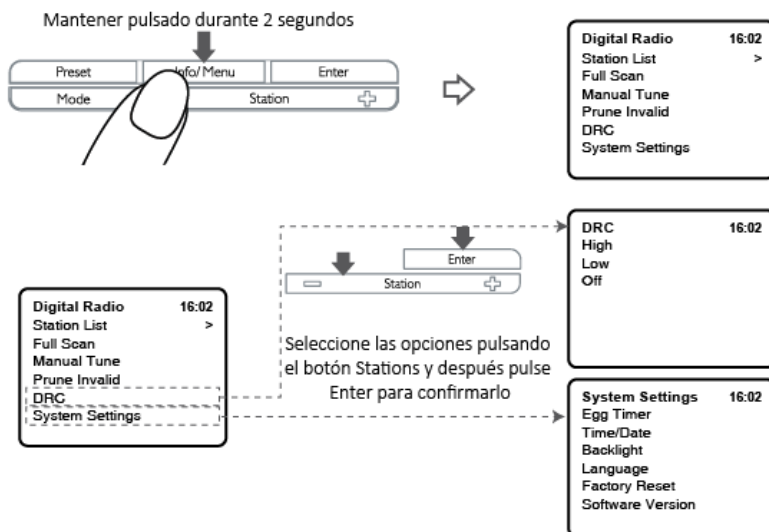 Mantener pulsado durante 2 segundos
Preset Info/Menu Enter
Mode Station
Digital Radio 16:02
Station List >
Full Scan
Manual Tune
Prune Invalid
DRC
System Settings
Enter
Station
Seleccione las opciones pulsando
el botón Stations y después pulse
Enter para confirmarlo
Digital Radio 16:02
Station List >
Full Scan
Manual Tune
Prune Invalid
DRC
System Settings
DRC 16:02
High
Low
Off
System Settings 16:02
Egg Timer
Time/Date
Backlight
Language
Factory Reset
Software Version